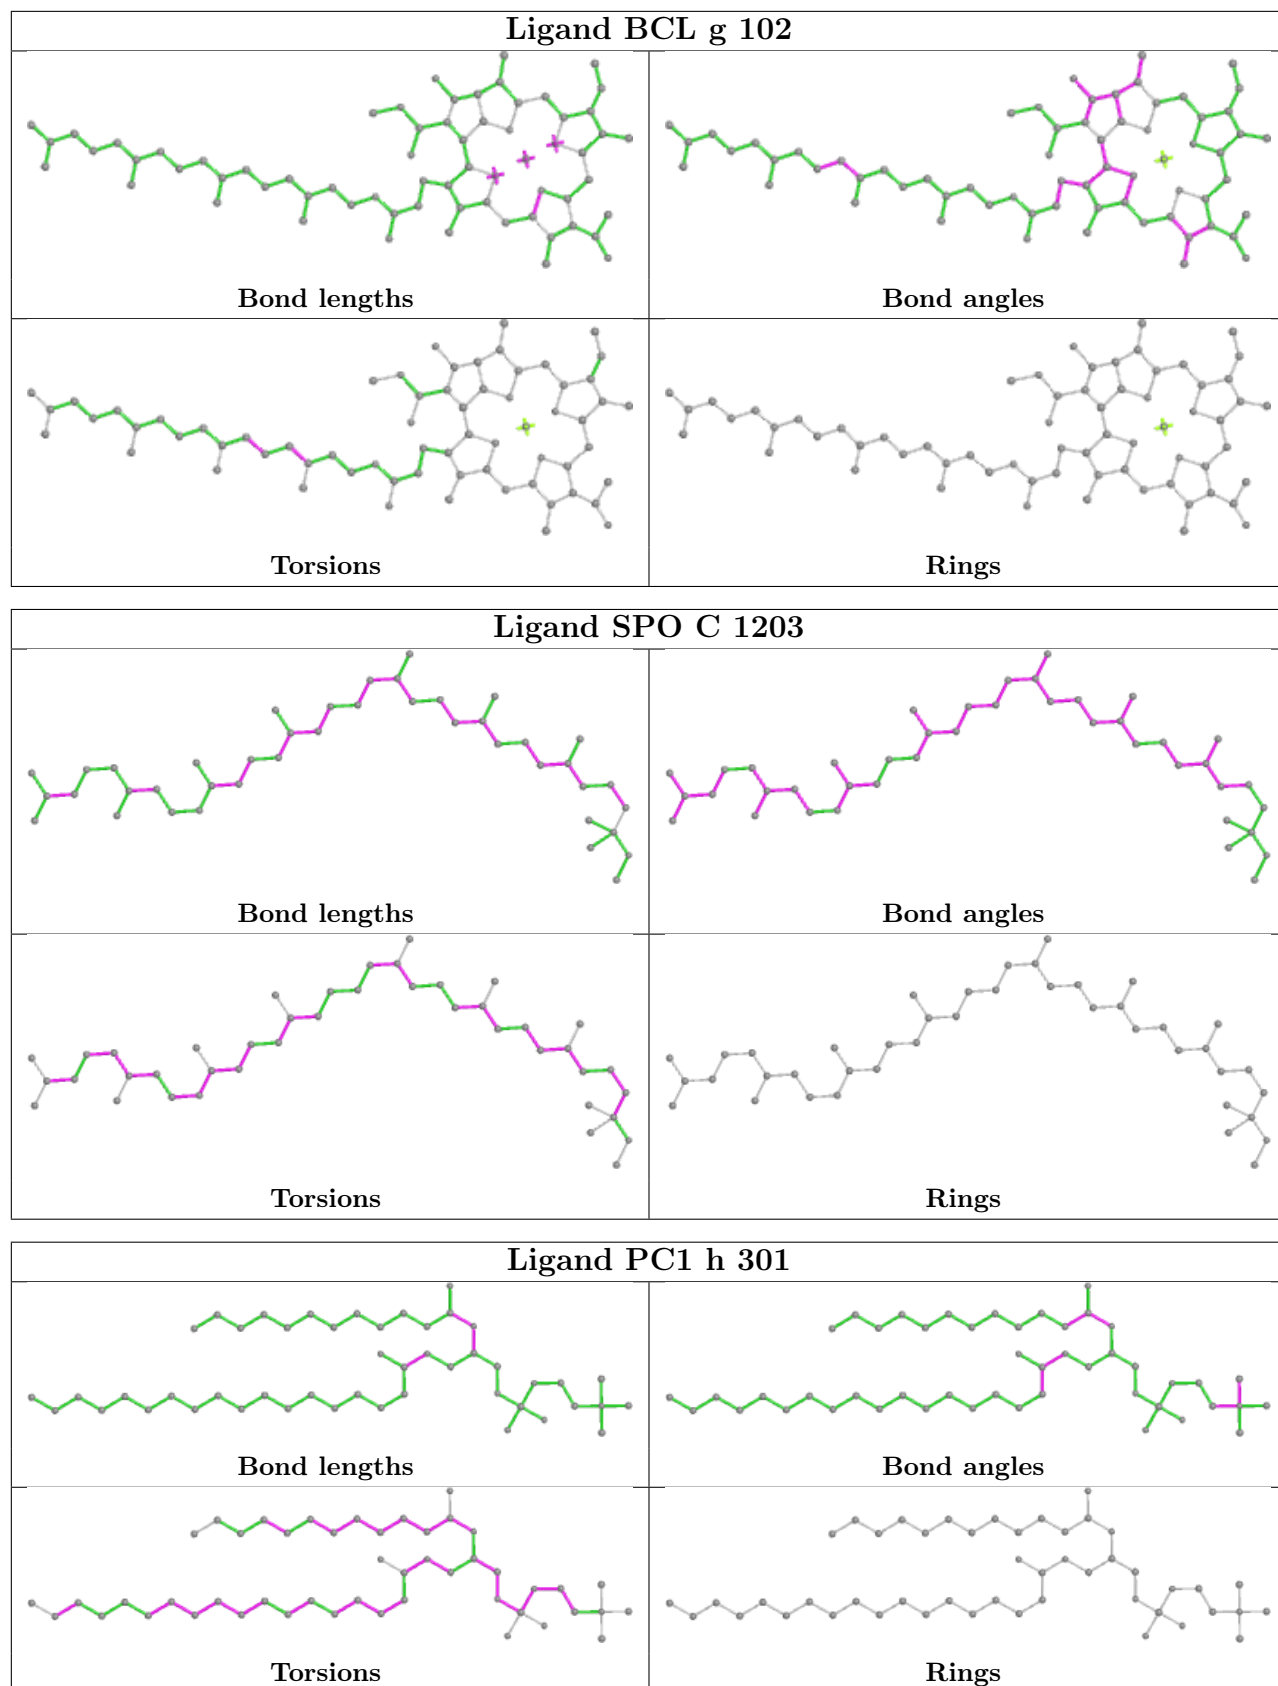 Ligand BCL g 102
Bond lengths
Bond angles
Torsions
Rings
Ligand SPO C 1203
Bond lengths
Bond angles
Torsions
Rings
Ligand PC1 h 301
Bond lengths
Bond angles
Torsions
Rings